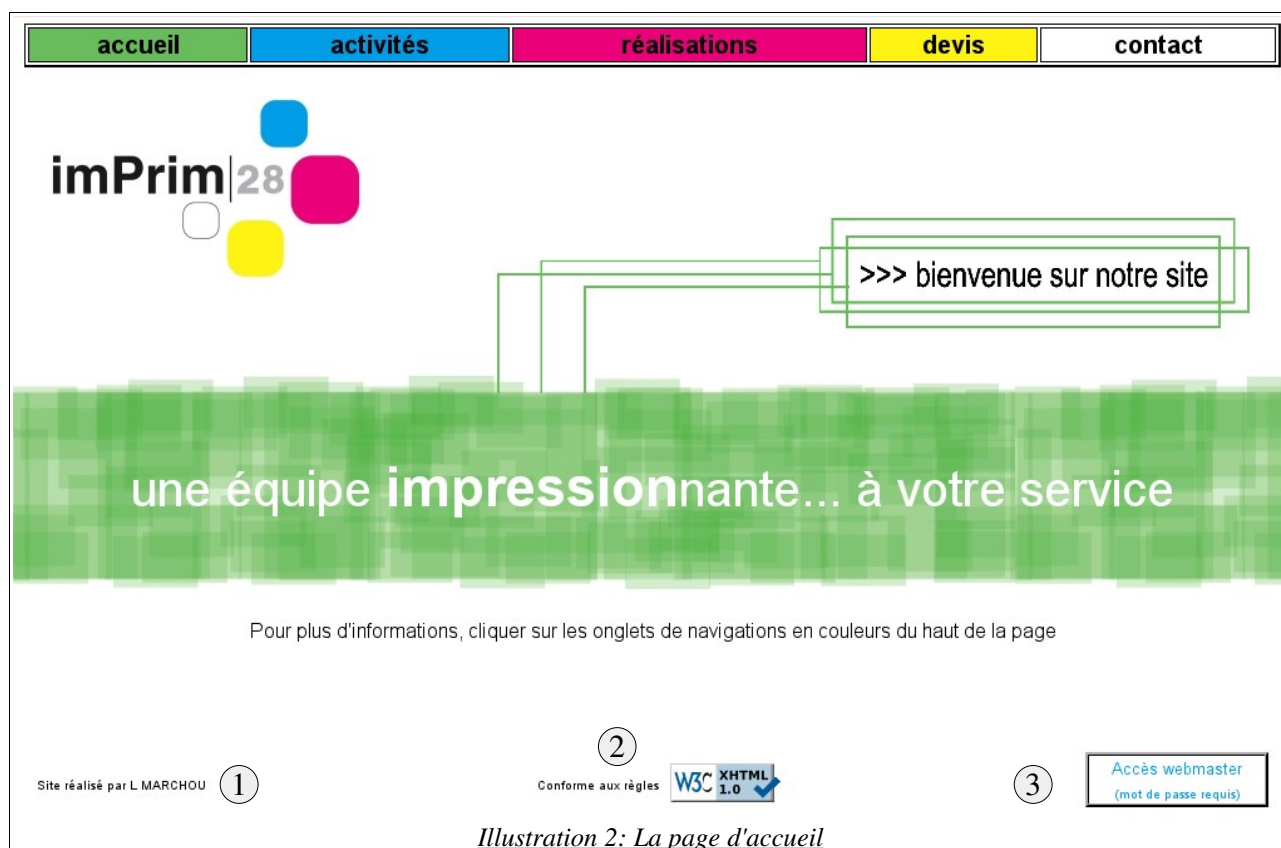 accueil activités réalisations devis contact
imPrim|28
>>> bienvenue sur notre site
une équipe impressionnante... à votre service
Pour plus d'informations, cliquer sur les onglets de navigations en couleurs du haut de la page
2
Site réalisé par L MARCHOU 1 Conforme aux règles W3C XHTML 1.0 3 Accès webmaster
(mot de passe requis)
Illustration 2: La page d'accueil